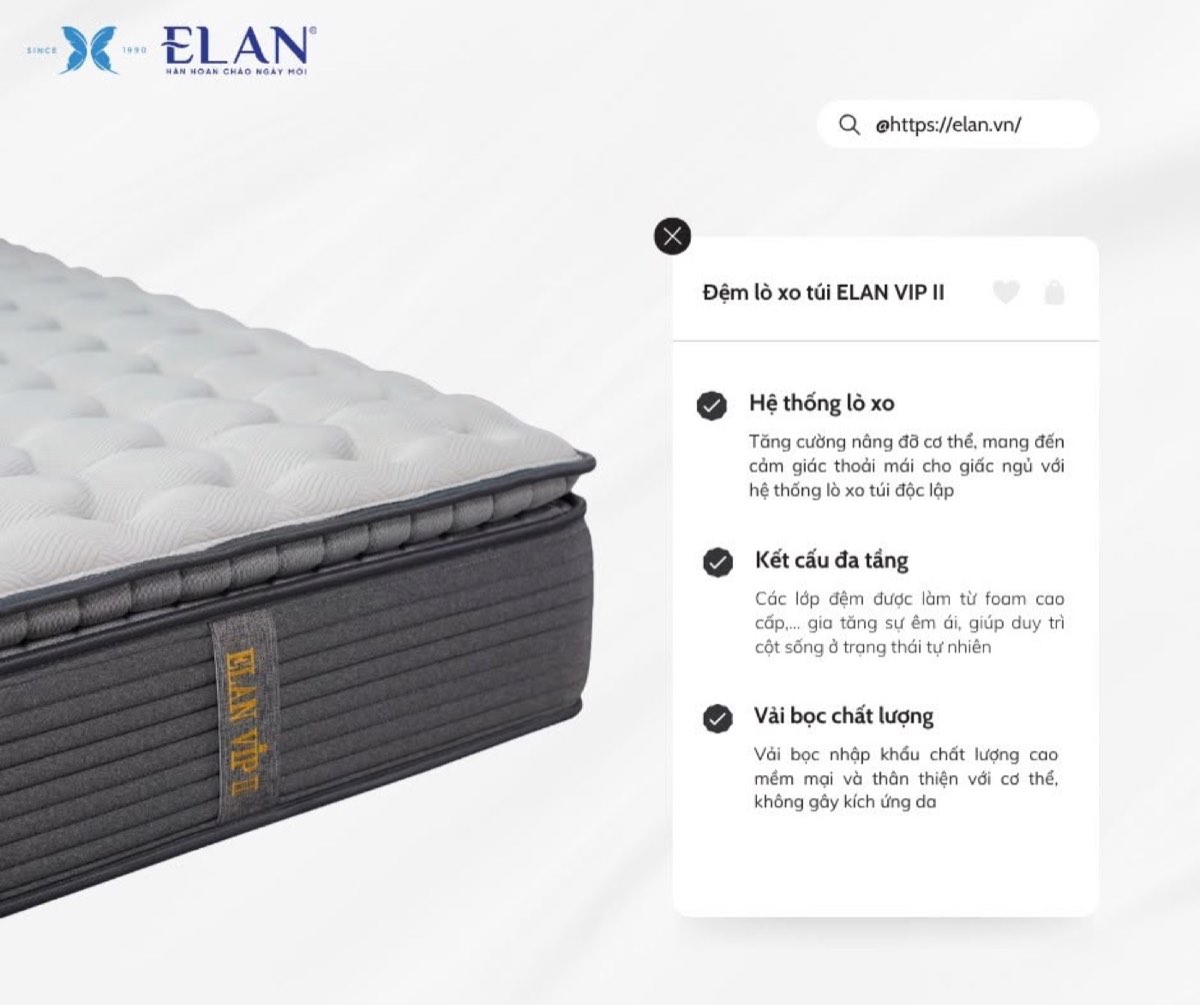 SINCE 1990
ELAN®
HÂN HOAN CHÀO NGÀY MỚI
@https://elan.vn/
Đệm lò xo túi ELAN VIP II
Hệ thống lò xo
Tăng cường nâng đỡ cơ thể, mang đến
cảm giác thoải mái cho giấc ngủ với
hệ thống lò xo túi độc lập
Kết cấu đa tầng
Các lớp đệm được làm từ foam cao
cấp,... gia tăng sự êm ái, giúp duy trì
cột sống ở trạng thái tự nhiên
Vải bọc chất lượng
Vải bọc nhập khẩu chất lượng cao
mềm mại và thân thiện với cơ thể,
không gây kích ứng da
ELAN VIP II